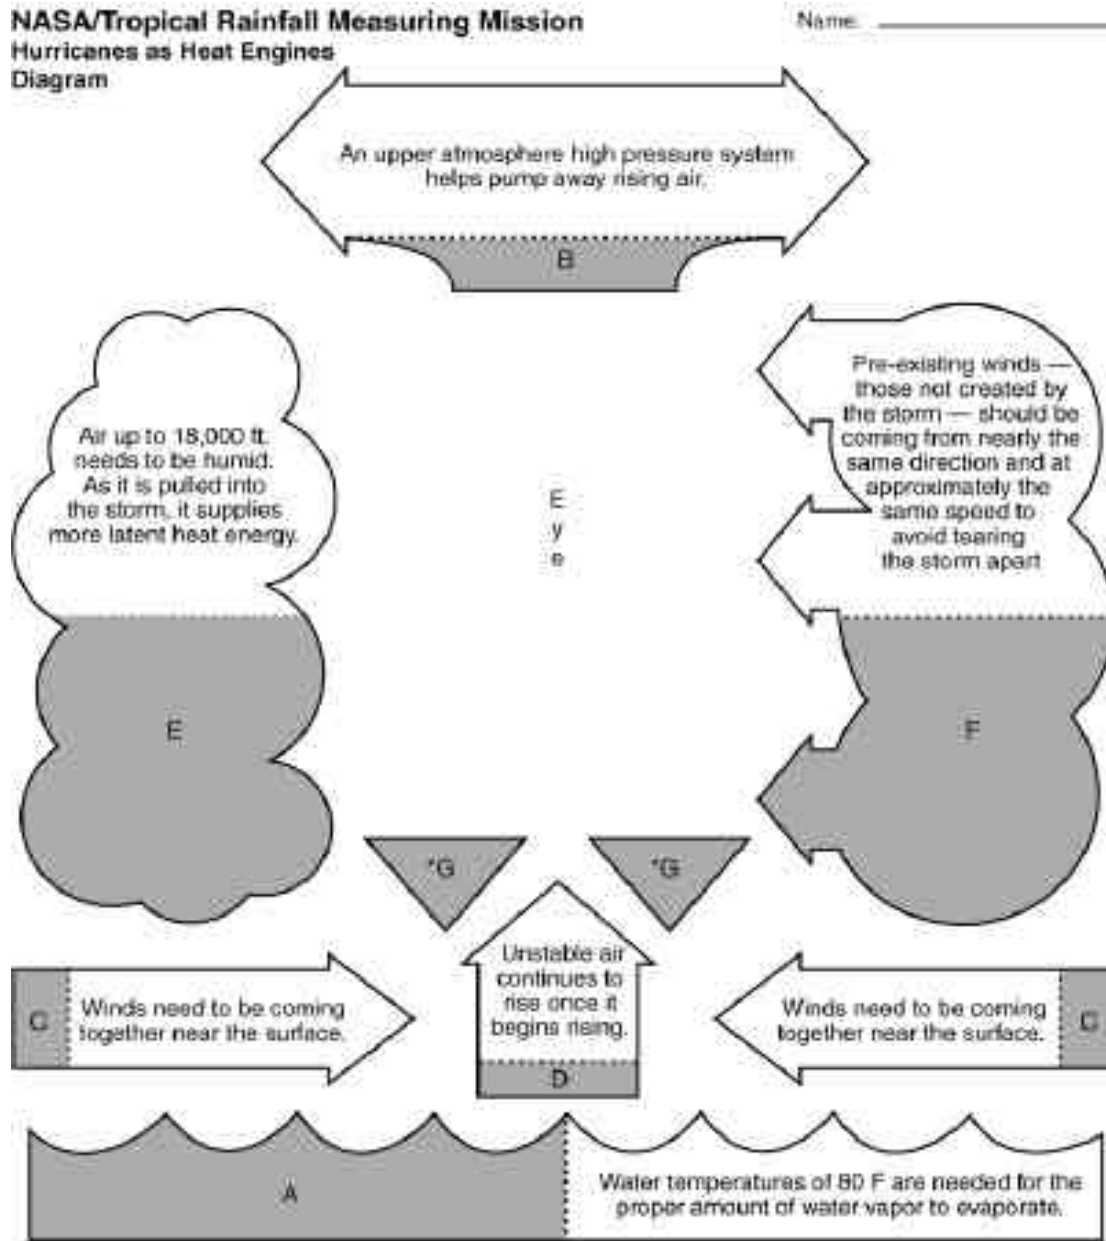 NASA/Tropical Rainfall Measuring Mission
Name:
Hurricanes as Heat Engines
Diagram
An upper atmosphere high pressure system
helps pump away rising air.
B
Air up to 18,000 ft.
needs to be humid.
As it is pulled into
the storm, it supplies
more latent heat energy.
E
E
y
e
Pre-existing winds —
those not created by
the storm — should be
coming from nearly the
same direction and at
approximately the
same speed to
avoid tearing
the storm apart
F
*G
*G
C
Winds need to be coming
together near the surface.
Unstable air
continues to
rise once it
begins rising.
D
Winds need to be coming
together near the surface.
C
A
Water temperatures of 80 F are needed for the
proper amount of water vapor to evaporate.